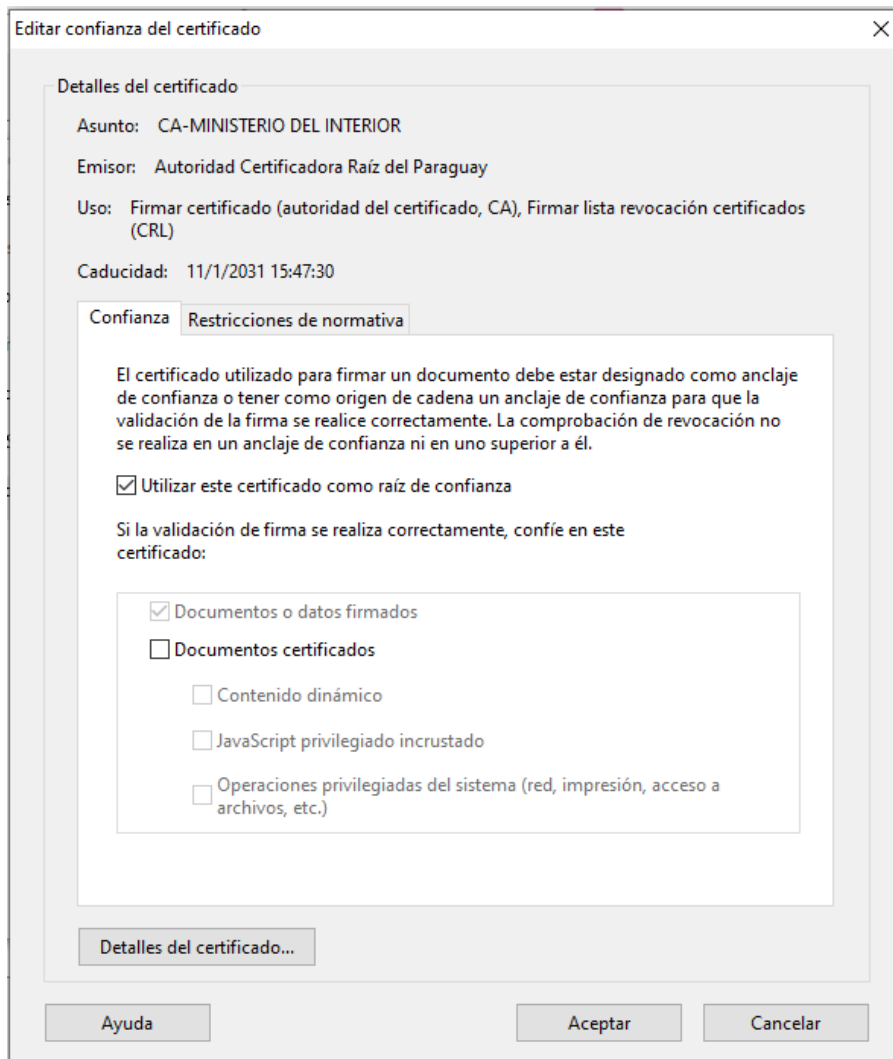 Editar confianza del certificado
Detalles del certificado
Asunto: CA-MINISTERIO DEL INTERIOR
Emisor: Autoridad Certificadora Raíz del Paraguay
Uso: Firmar certificado (autoridad del certificado, CA), Firmar lista revocación certificados
(CRL)
Caducidad: 11/1/2031 15:47:30
Confianza Restricciones de normativa
El certificado utilizado para firmar un documento debe estar designado como anclaje
de confianza o tener como origen de cadena un anclaje de confianza para que la
validación de la firma se realice correctamente. La comprobación de revocación no
se realiza en un anclaje de confianza ni en uno superior a él.
Utilizar este certificado como raíz de confianza
Si la validación de firma se realiza correctamente, confíe en este
certificado:
Documentos o datos firmados
Documentos certificados
Contenido dinámico
JavaScript privilegiado incrustado
Operaciones privilegiadas del sistema (red, impresión, acceso a
archivos, etc.)
Detalles del certificado...
Ayuda Aceptar Cancelar